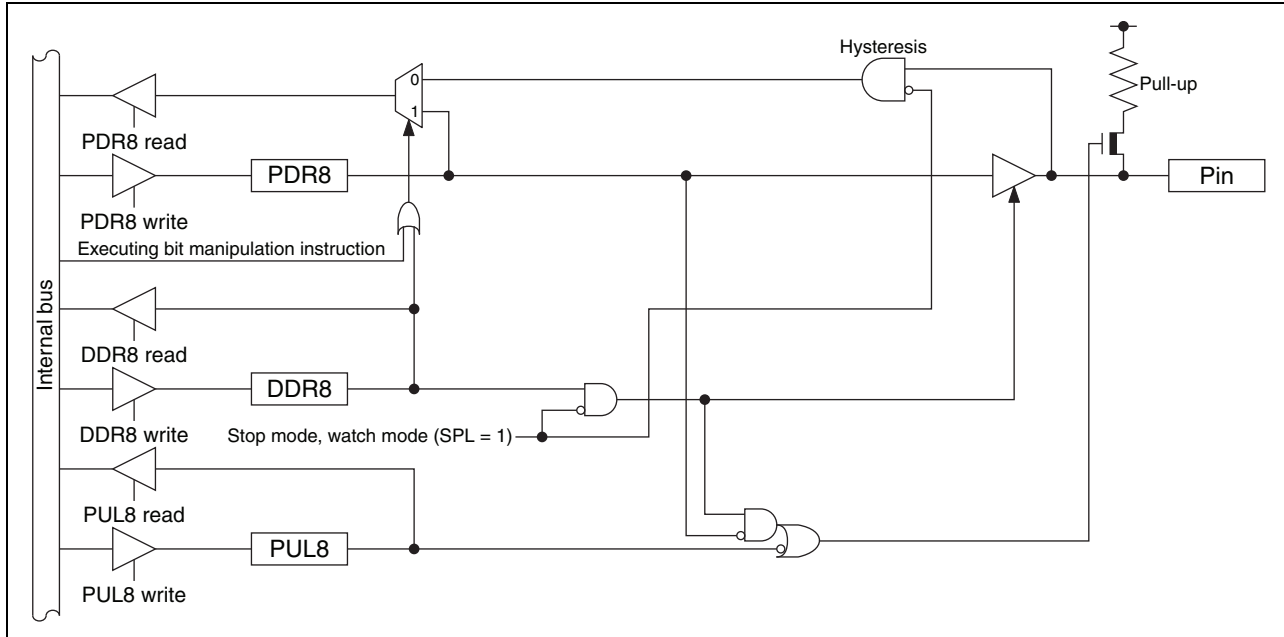 Hysteresis
0
Pull-up
1
PDR8 read
PDR8
Pin
PDR8 write
Executing bit manipulation instruction
Internal bus
DDR8 read
DDR8
DDR8 write
Stop mode, watch mode (SPL = 1)
PUL8 read
PUL8
PUL8 write